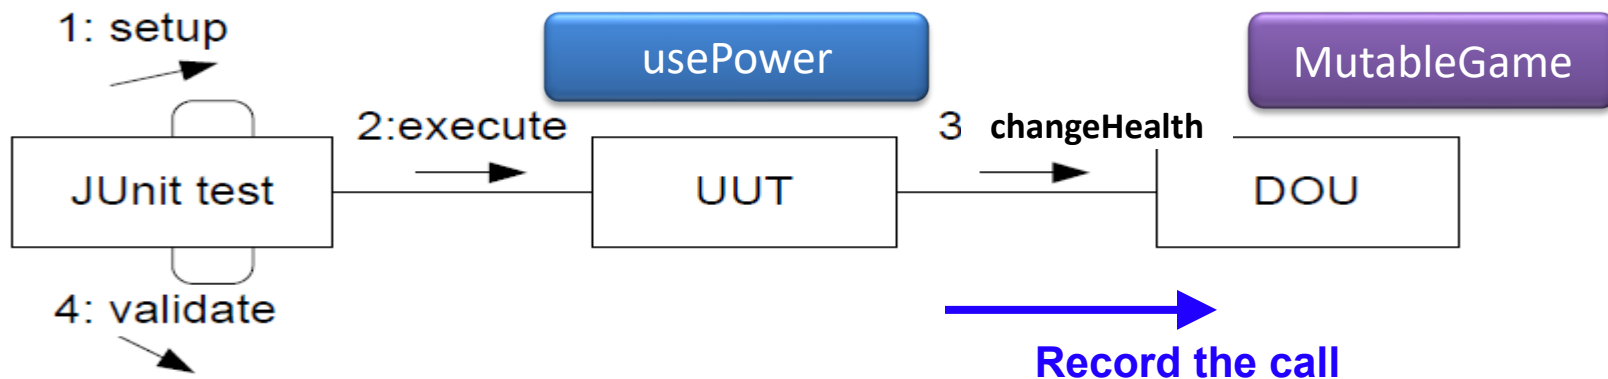 1: setup
usePower
MutableGame
2:execute
3 changeHealth
JUnit test
UUT
DOU
4: validate
Record the call